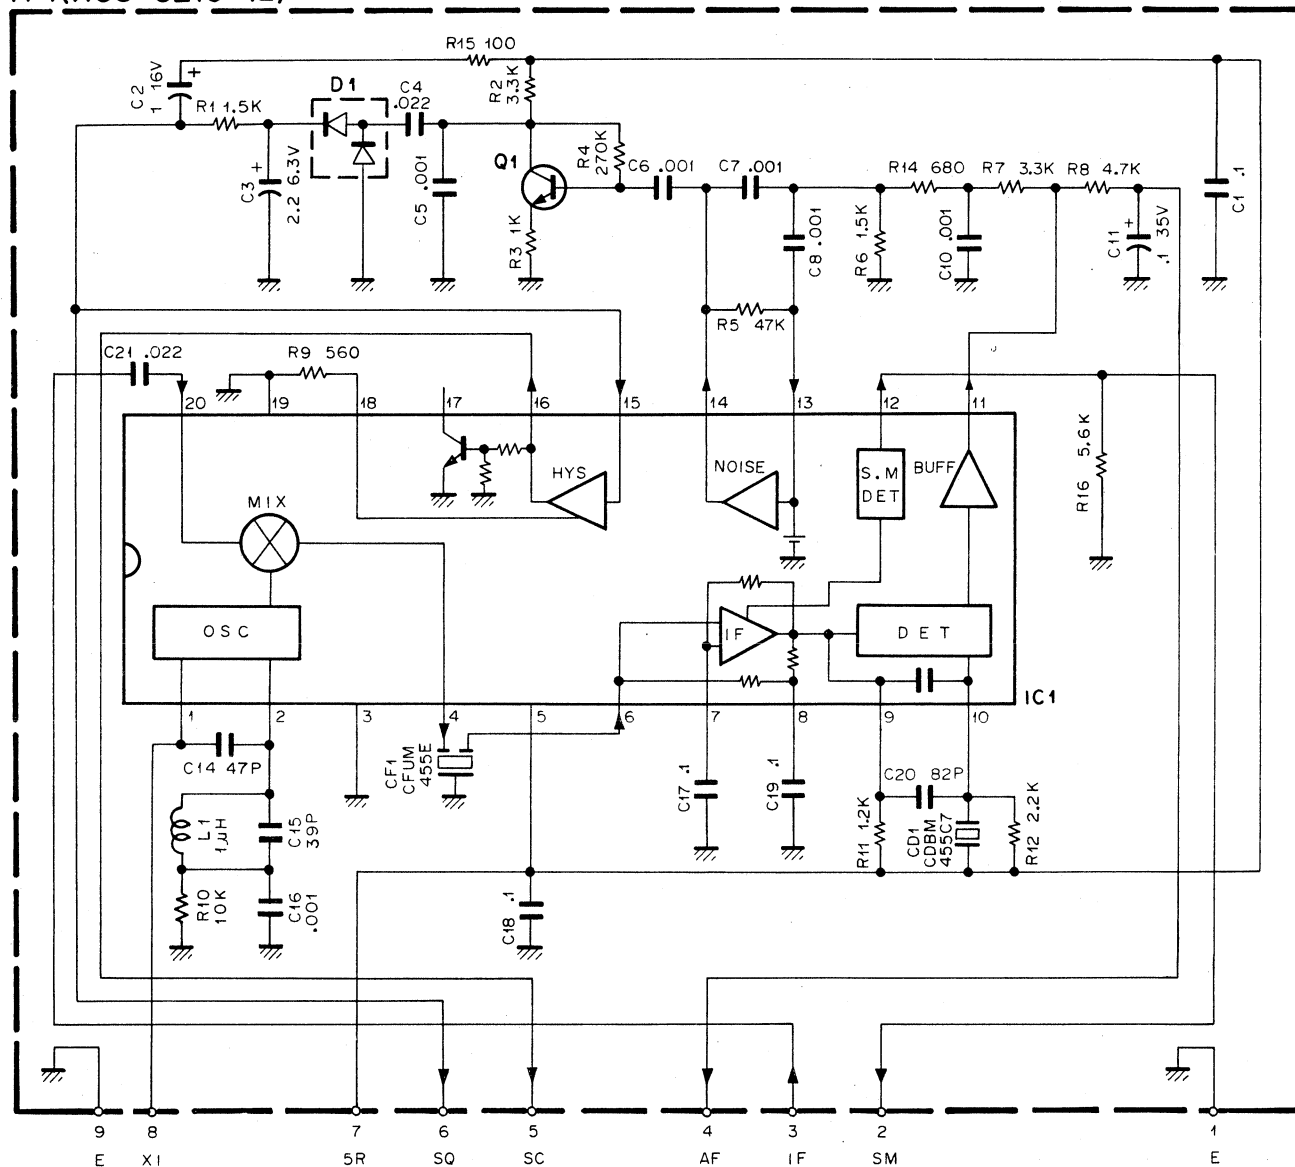 R15 100
C2
1 16V
+
R1 1.5K
D1
C4
.022
R2
3.3K
C3
2.2 6.3V
+
C5 .001
Q1
R3 1K
R4
270K
C6 .001
C7 .001
C8 .001
R14 680
R7 3.3K
R8 4.7K
R6 1.5K
C10 .001
C11
.1 35V
+
C1 .1
R5 47K
C21 .022
R9 560
20
19
18
17
16
15
14
13
12
11
MIX
HYS
NOISE
S.M
DET
BUFF
R16 5.6K
OSC
IF
DET
IC1
1
2
3
4
5
6
7
8
9
10
C14 47P
CF1
CFUM
455E
L1
1µH
C15
39P
R10
10K
C16
.001
C17 .1
C19 .1
C20 82P
R11 1.2K
CD1
CDBM
455C7
R12 2.2K
C18 .1
9
8
7
6
5
4
3
2
1
E
XI
5R
SQ
SC
AF
IF
SM
E